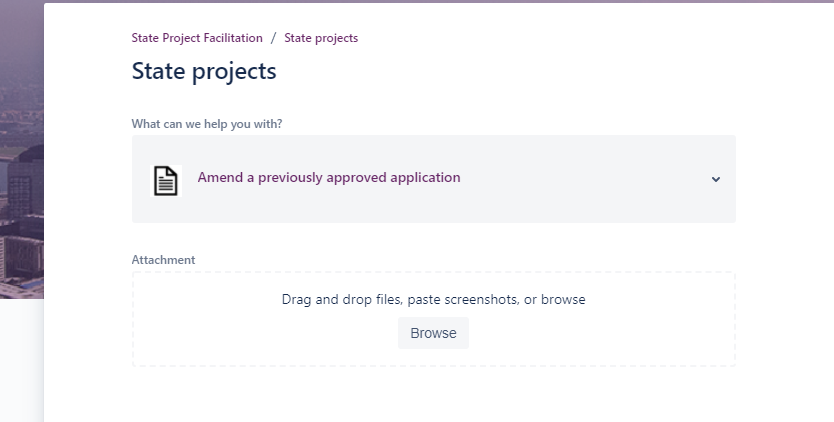 State Project Facilitation / State projects
State projects
What can we help you with?
Amend a previously approved application
Attachment
Drag and drop files, paste screenshots, or browse
Browse